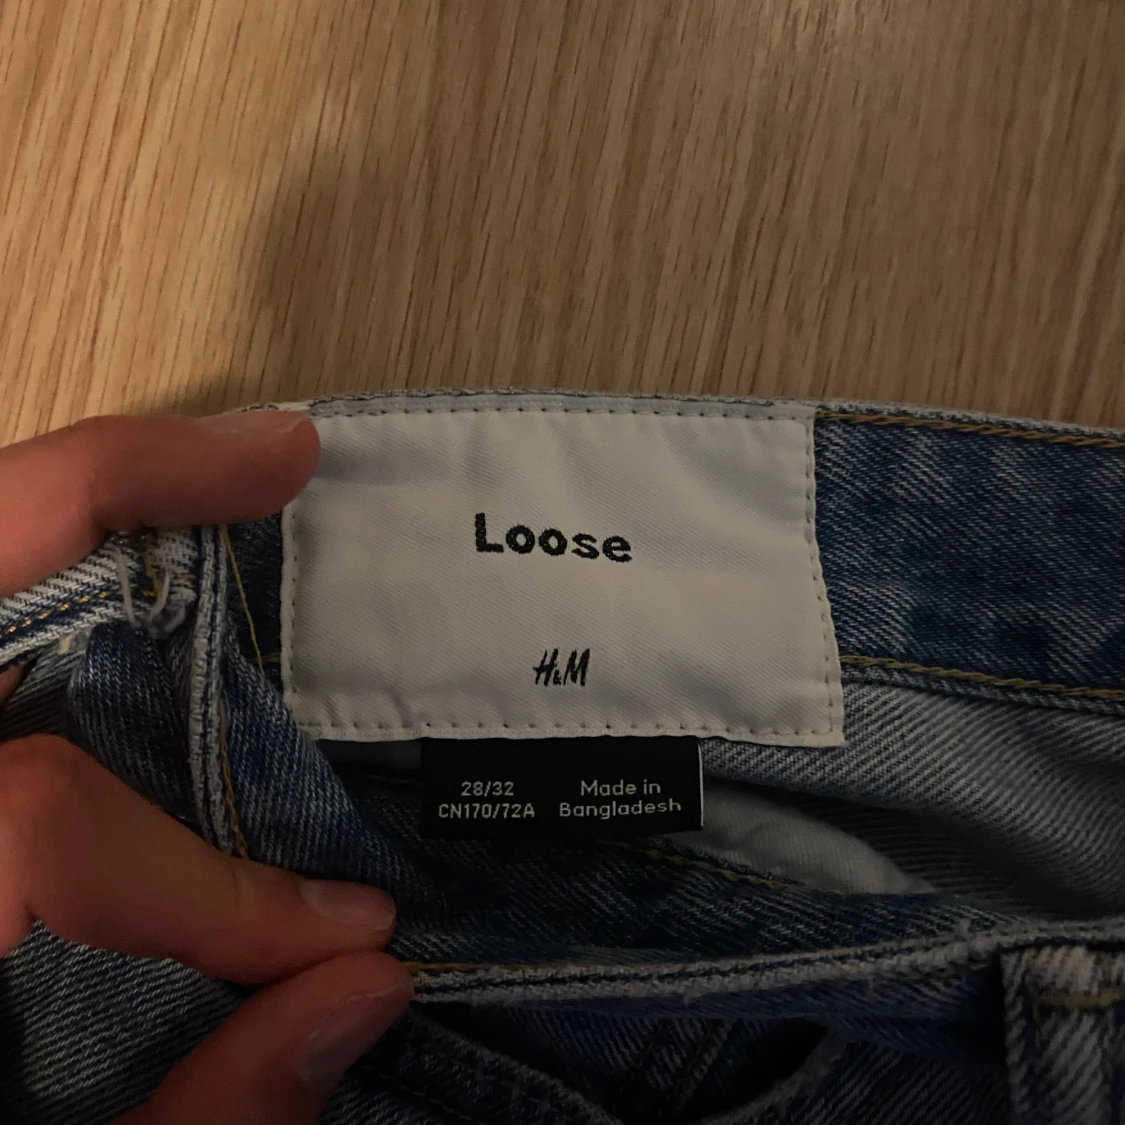 Loose
H&M
28/32
CN170/72A
Made in
Bangladesh